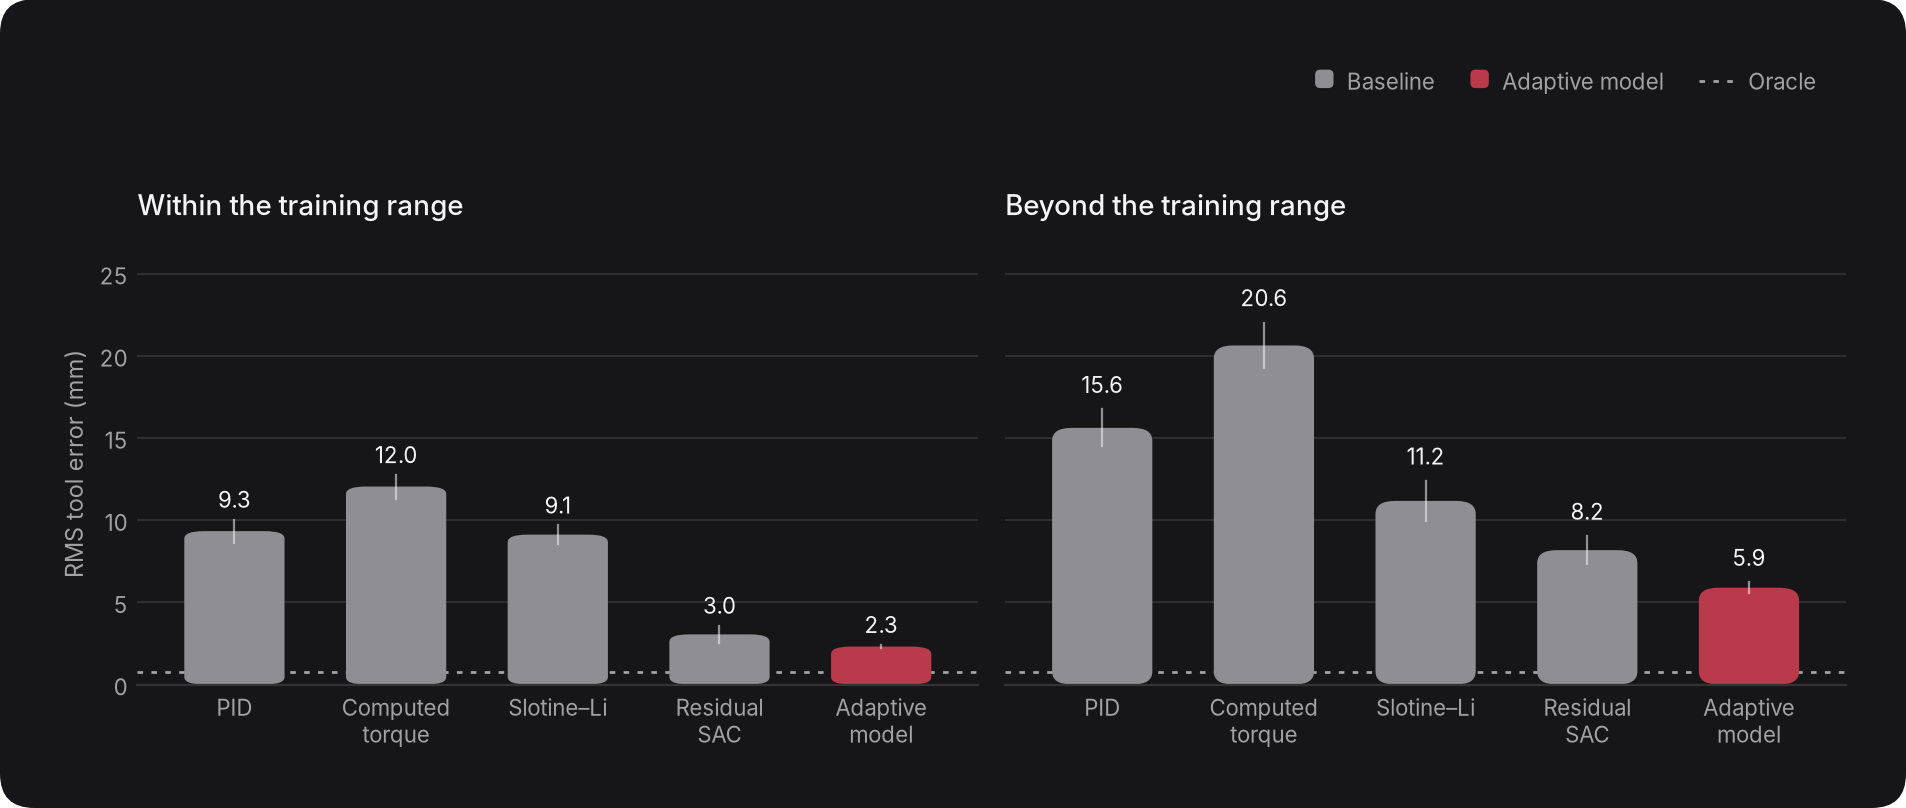 Baseline
Adaptive model
Oracle
Within the training range
Beyond the training range
RMS tool error (mm)
25
20
15
10
5
0
9.3
12.0
9.1
3.0
2.3
PID
Computed
torque
Slotine–Li
Residual
SAC
Adaptive
model
15.6
20.6
11.2
8.2
5.9
PID
Computed
torque
Slotine–Li
Residual
SAC
Adaptive
model